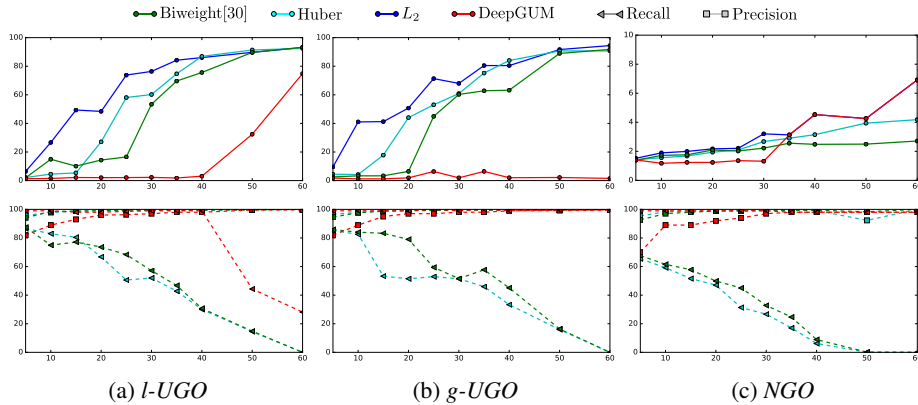 Biweight[30] Huber L2 DeepGUM Recall Precision
100 100 10
80 80 8
60 60 6
40 40 4
20 20 2
0 0 0
10 20 30 40 50 60 10 20 30 40 50 60 10 20 30 40 50 60
100 100 100
80 80 80
60 60 60
40 40 40
20 20 20
0 0 0
10 20 30 40 50 60 10 20 30 40 50 60 10 20 30 40 50 60
(a) l-UGO (b) g-UGO (c) NGO